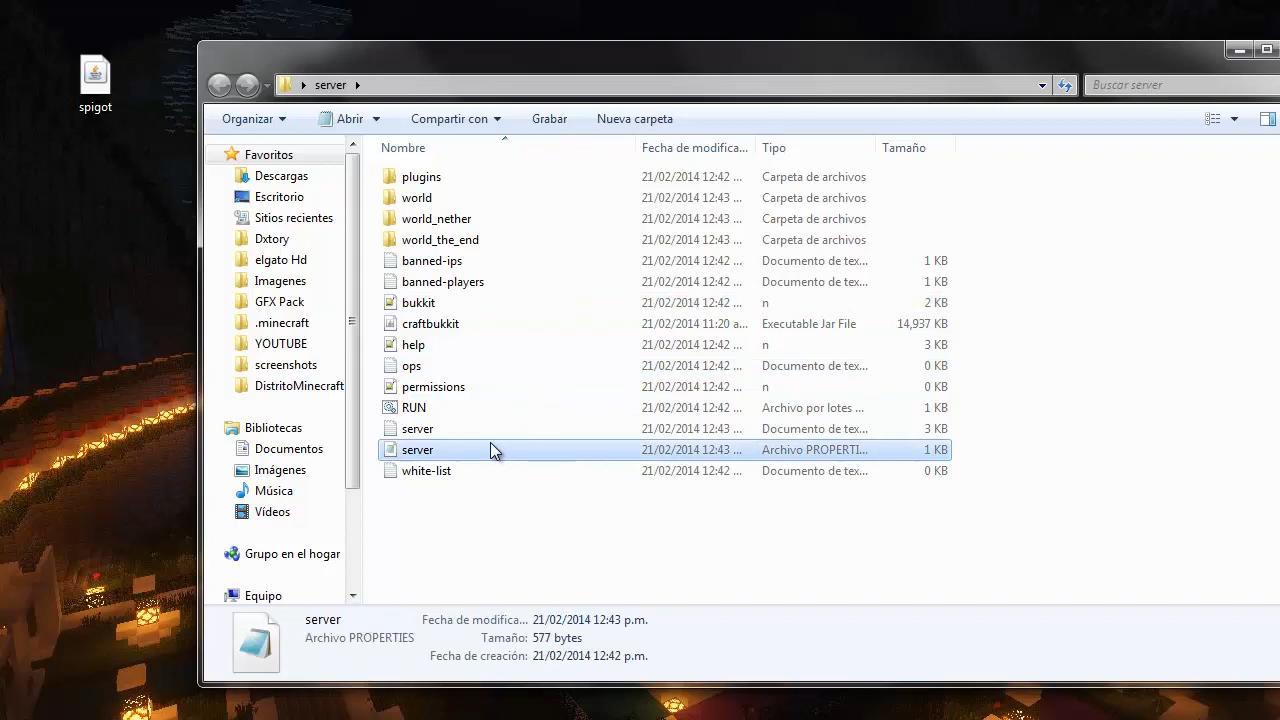 spigot
server
Buscar server
Organizar Abrir Compartir con Grabar Nueva carpeta
Nombre Fecha de modifica... Tipo Tamaño
Favoritos
Descargas
Escritorio
Sitios recientes
Dxtory
elgato Hd
Imagenes
GFX Pack
.minecraft
YOUTUBE
screenshots
DistritoMinecraft
Bibliotecas
Documentos
Imágenes
Música
Vídeos
Grupo en el hogar
Equipo
plugins 21/02/2014 12:42 ... Carpeta de archivos
world 21/02/2014 12:42 ... Carpeta de archivos
world_nether 21/02/2014 12:43 ... Carpeta de archivos
world_the_end 21/02/2014 12:43 ... Carpeta de archivos
banned-ips 21/02/2014 12:42 ... Documento de tex... 1 KB
banned-players 21/02/2014 12:42 ... Documento de tex... 1 KB
bukkit 21/02/2014 12:42 ... n 2 KB
craftbukkit 21/02/2014 11:20 a... Executable Jar File 14,937 KB
help 21/02/2014 12:42 ... n 3 KB
ops 21/02/2014 12:42 ... Documento de tex... 0 KB
permissions 21/02/2014 12:42 ... n 0 KB
RUN 21/02/2014 12:42 ... Archivo por lotes ... 1 KB
server 21/02/2014 12:43 ... Documento de tex... 3 KB
server 21/02/2014 12:43 ... Archivo PROPERTI... 1 KB
white-list 21/02/2014 12:42 ... Documento de tex... 0 KB
server Fecha de modifica... 21/02/2014 12:43 p.m.
Archivo PROPERTIES Tamaño: 577 bytes
Fecha de creación: 21/02/2014 12:42 p.m.